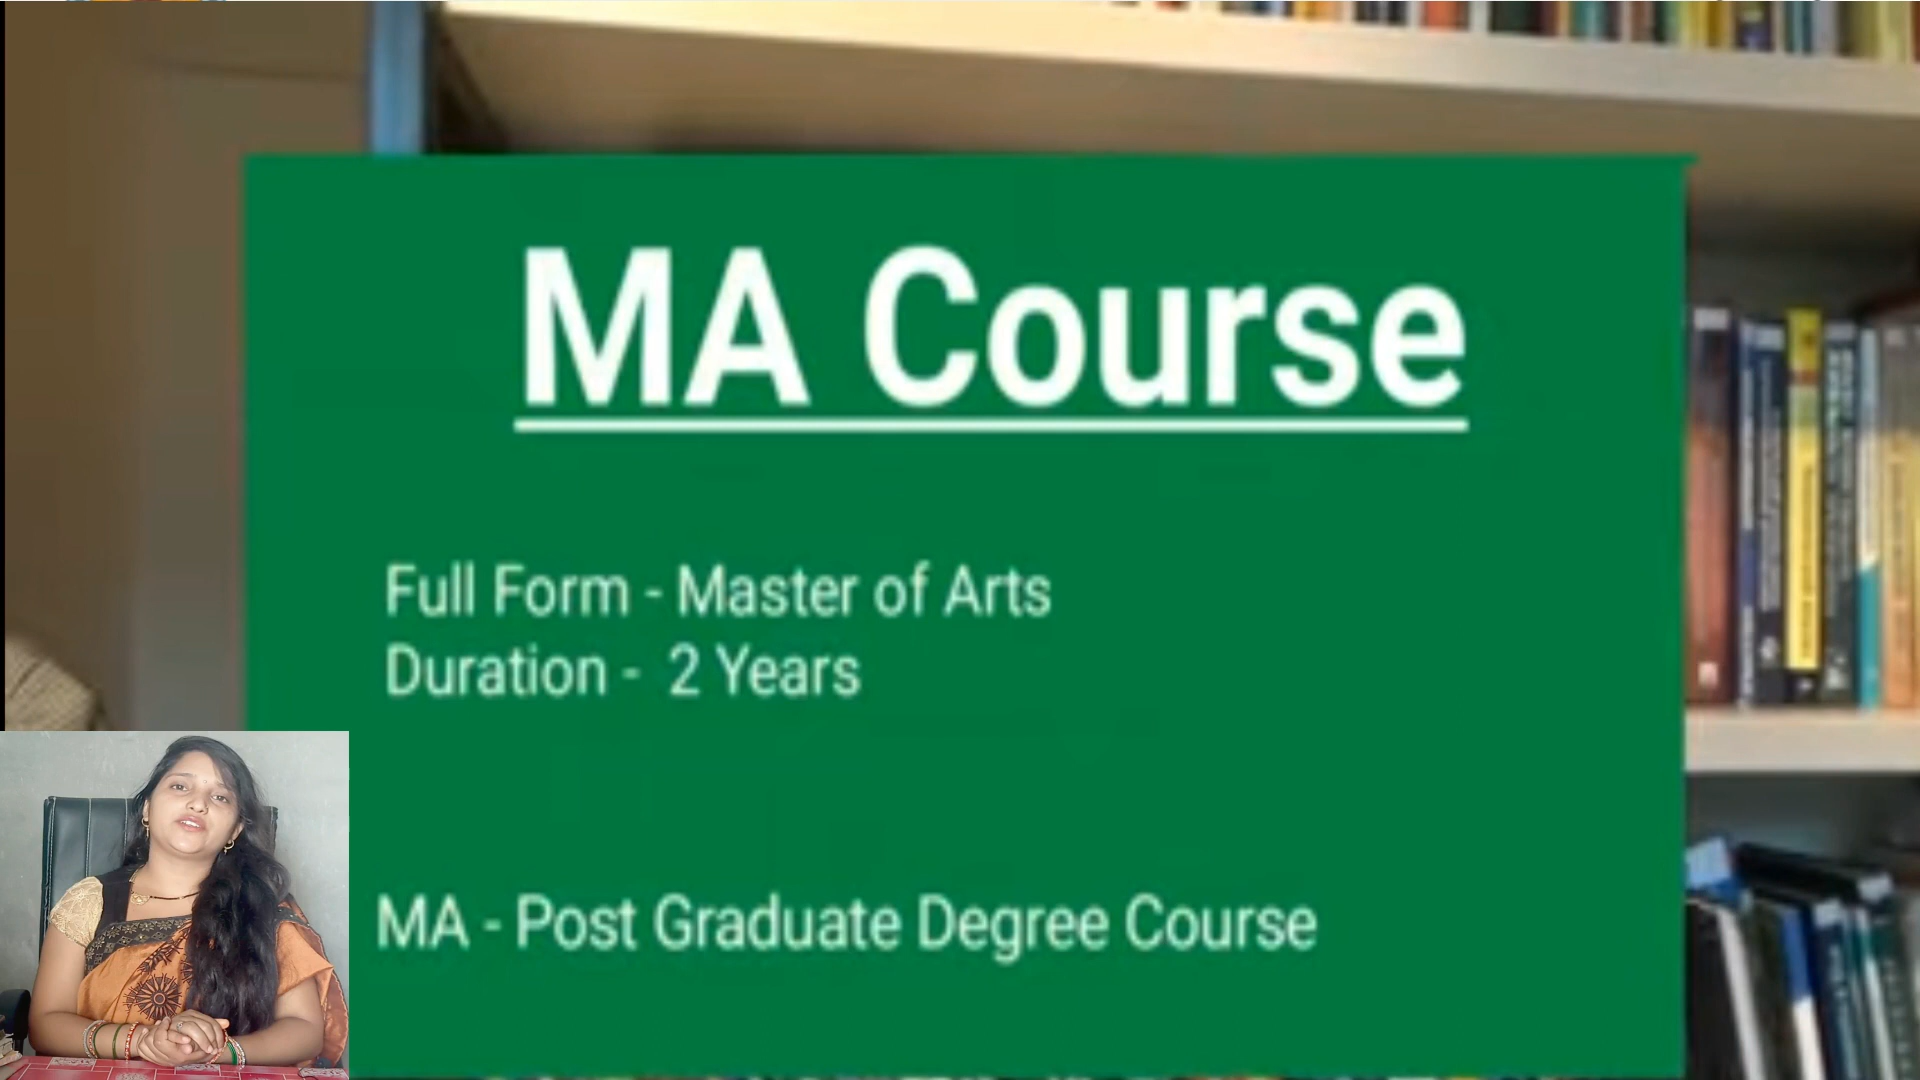 MA Course
Full Form - Master of Arts
Duration - 2 Years
MA - Post Graduate Degree Course